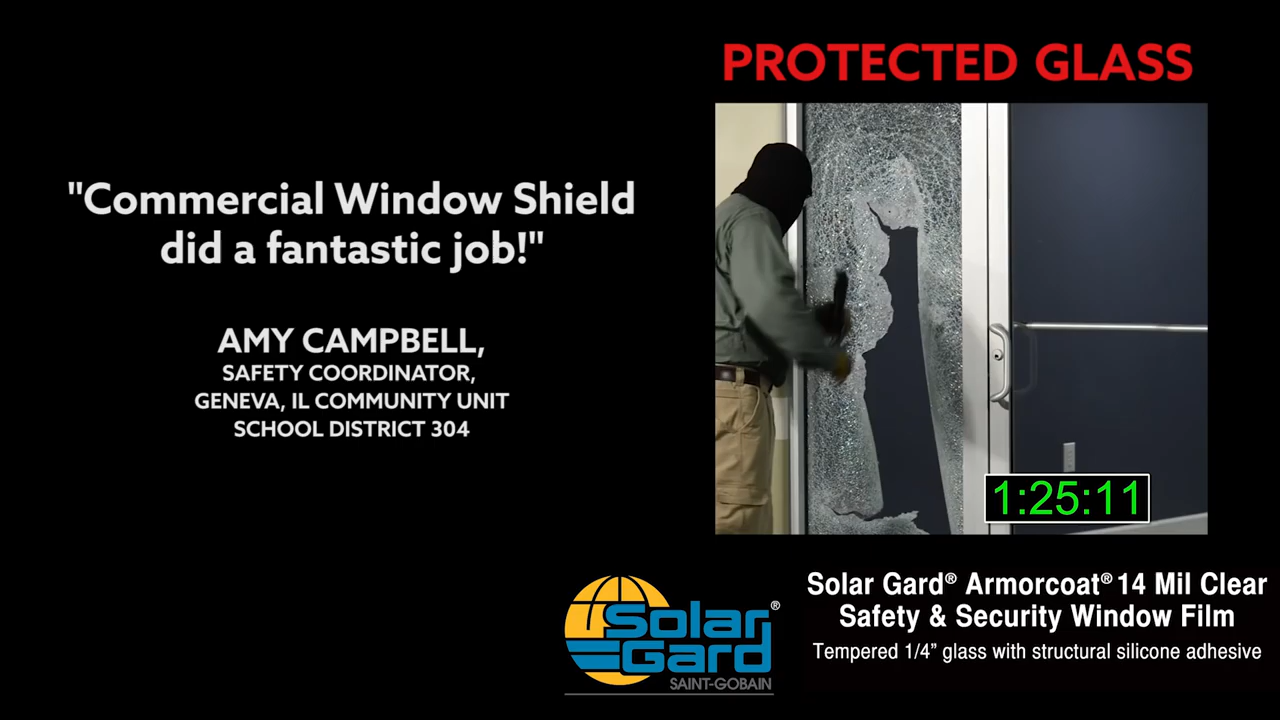 PROTECTED GLASS
"Commercial Window Shield
did a fantastic job!"
AMY CAMPBELL,
SAFETY COORDINATOR,
GENEVA, IL COMMUNITY UNIT
SCHOOL DISTRICT 304
1:25:11
Solar
Gard®
SAINT-GOBAIN
Solar Gard® Armorcoat® 14 Mil Clear
Safety & Security Window Film
Tempered 1/4” glass with structural silicone adhesive